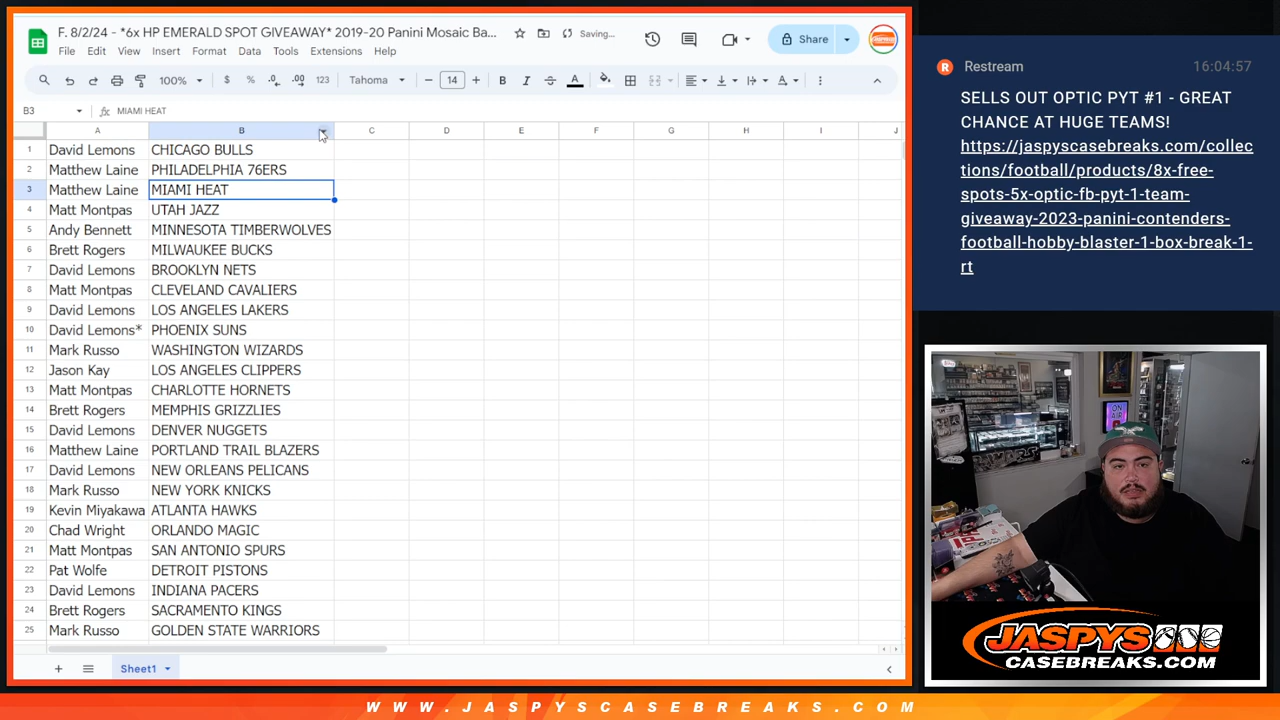 F. 8/2/24 - *6x HP EMERALD SPOT GIVEAWAY* 2019-20 Panini Mosaic Ba...
Saving...
Share
File Edit View Insert Format Data Tools Extensions Help
100% $ % .0 .00 123 Tahoma 14 B I A
B3 fx MIAMI HEAT
A B C D E F G H I J
1 David Lemons CHICAGO BULLS
2 Matthew Laine PHILADELPHIA 76ERS
3 Matthew Laine MIAMI HEAT
4 Matt Montpas UTAH JAZZ
5 Andy Bennett MINNESOTA TIMBERWOLVES
6 Brett Rogers MILWAUKEE BUCKS
7 David Lemons BROOKLYN NETS
8 Matt Montpas CLEVELAND CAVALIERS
9 David Lemons LOS ANGELES LAKERS
10 David Lemons* PHOENIX SUNS
11 Mark Russo WASHINGTON WIZARDS
12 Jason Kay LOS ANGELES CLIPPERS
13 Matt Montpas CHARLOTTE HORNETS
14 Brett Rogers MEMPHIS GRIZZLIES
15 David Lemons DENVER NUGGETS
16 Matthew Laine PORTLAND TRAIL BLAZERS
17 David Lemons NEW ORLEANS PELICANS
18 Mark Russo NEW YORK KNICKS
19 Kevin Miyakawa ATLANTA HAWKS
20 Chad Wright ORLANDO MAGIC
21 Matt Montpas SAN ANTONIO SPURS
22 Pat Wolfe DETROIT PISTONS
23 David Lemons INDIANA PACERS
24 Brett Rogers SACRAMENTO KINGS
25 Mark Russo GOLDEN STATE WARRIORS
Sheet1
R Restream 16:04:57
SELLS OUT OPTIC PYT #1 - GREAT
CHANCE AT HUGE TEAMS!
https://jaspyscasebreaks.com/collec
tions/football/products/8x-free-
spots-5x-optic-fb-pyt-1-team-
giveaway-2023-panini-contenders-
football-hobby-blaster-1-box-break-1-
rt
ON AIR
JASPYS
CASEBREAKS.COM
WWW.JASPYSCASEBREAKS.COM